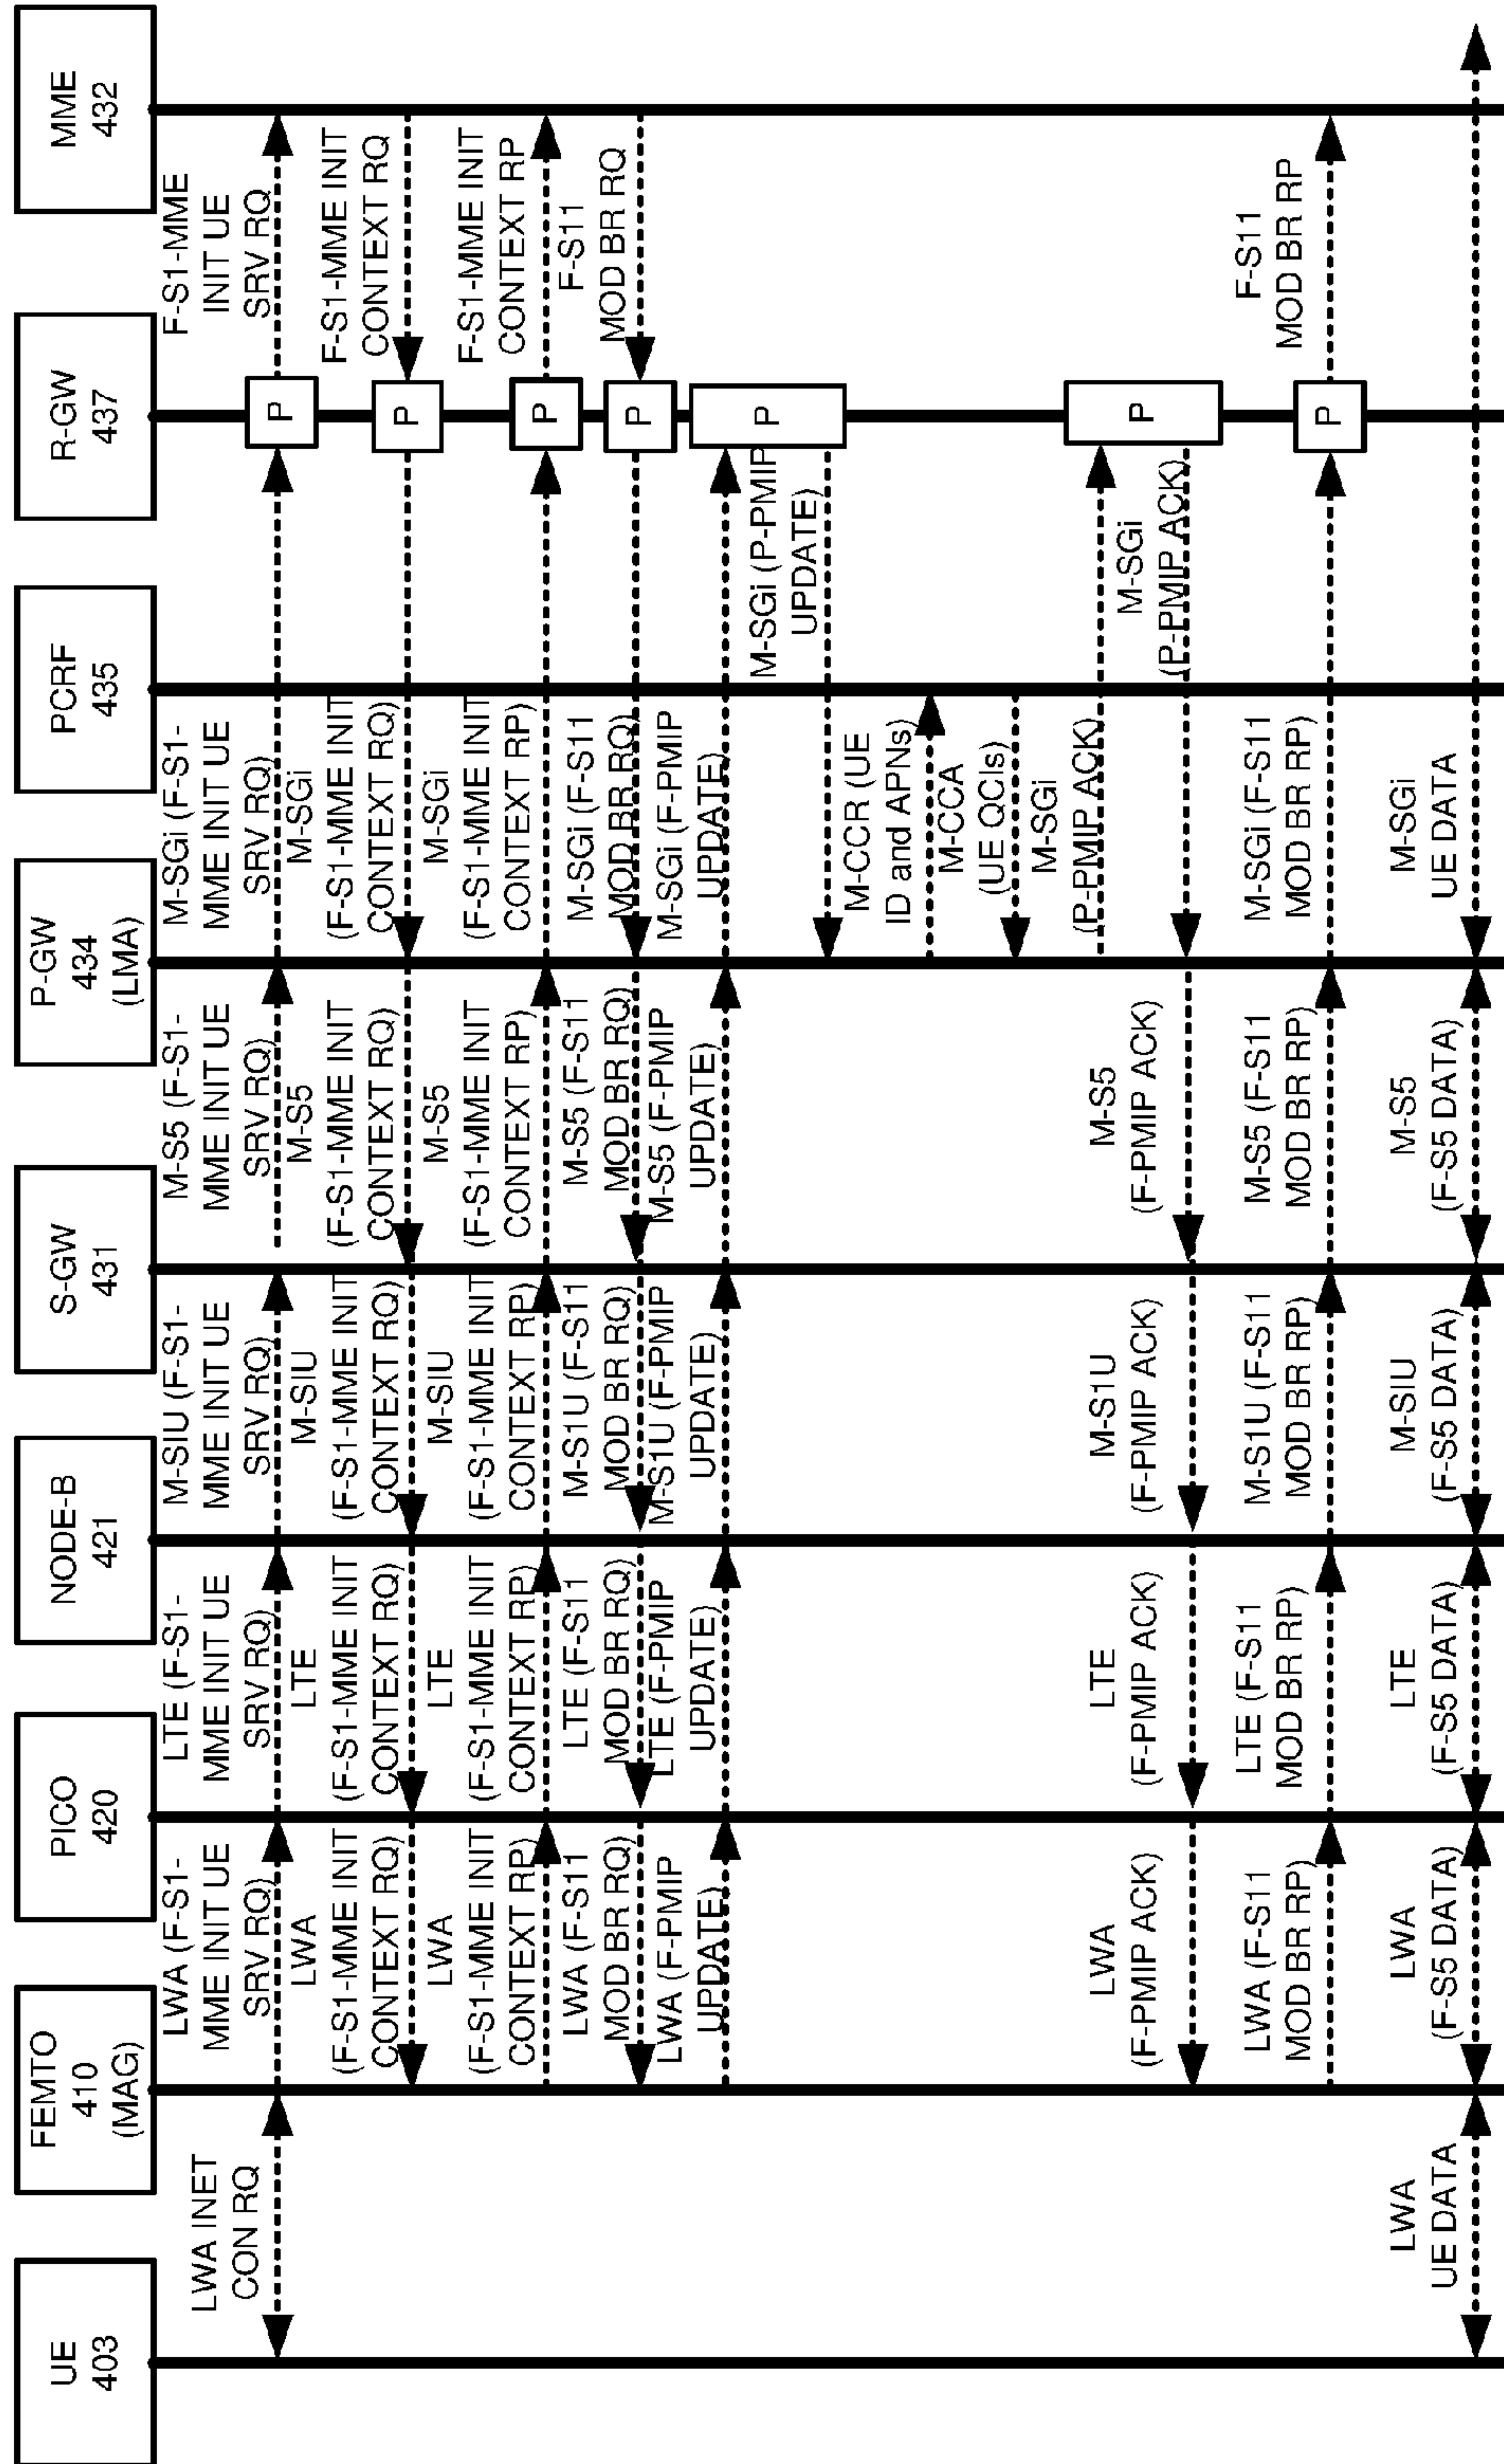 UE
403
FEMTO
410
(MAG)
PICO
420
NODE-B
421
S-GW
431
P-GW
434
(LMA)
PCRF
435
R-GW
437
MME
432
LWA INET
CON RQ
LWA (F-S1-
MME INIT UE
SRV RQ)
LTE (F-S1-
MME INIT UE
SRV RQ)
M-SIU (F-S1-
MME INIT UE
SRV RQ)
M-S5 (F-S1-
MME INIT UE
SRV RQ)
M-SGi (F-S1-
MME INIT UE
SRV RQ)
P
F-S1-MME
INIT UE
SRV RQ
LWA
(F-S1-MME INIT
CONTEXT RQ)
LTE
(F-S1-MME INIT
CONTEXT RQ)
M-SIU
(F-S1-MME INIT
CONTEXT RQ)
M-S5
(F-S1-MME INIT
CONTEXT RQ)
M-SGi
(F-S1-MME INIT
CONTEXT RQ)
P
F-S1-MME INIT
CONTEXT RQ
LWA
(F-S1-MME INIT
CONTEXT RP)
LTE
(F-S1-MME INIT
CONTEXT RP)
M-SIU
(F-S1-MME INIT
CONTEXT RP)
M-S5
(F-S1-MME INIT
CONTEXT RP)
M-SGi
(F-S1-MME INIT
CONTEXT RP)
P
F-S1-MME INIT
CONTEXT RP
LWA (F-S11
MOD BR RQ)
LTE (F-S11
MOD BR RQ)
M-S1U (F-S11
MOD BR RQ)
M-S5 (F-S11
MOD BR RQ)
M-SGi (F-S11
MOD BR RQ)
P
F-S11
MOD BR RQ
LWA (F-PMIP
UPDATE)
LTE (F-PMIP
UPDATE)
M-S1U (F-PMIP
UPDATE)
M-S5 (F-PMIP
UPDATE)
M-SGi (F-PMIP
UPDATE)
P
M-SGi (P-PMIP
UPDATE)
M-CCR (UE
ID and APNs)
M-CCA
(UE QCIs)
M-SGi
(P-PMIP ACK)
P
M-SGi
(P-PMIP ACK)
LWA
(F-PMIP ACK)
LTE
(F-PMIP ACK)
M-S1U
(F-PMIP ACK)
M-S5
(F-PMIP ACK)
LWA (F-S11
MOD BR RP)
LTE (F-S11
MOD BR RP)
M-S1U (F-S11
MOD BR RP)
M-S5 (F-S11
MOD BR RP)
M-SGi (F-S11
MOD BR RP)
P
F-S11
MOD BR RP
LWA
UE DATA
LWA
(F-S5 DATA)
LTE
(F-S5 DATA)
M-SIU
(F-S5 DATA)
M-S5
(F-S5 DATA)
M-SGi
UE DATA